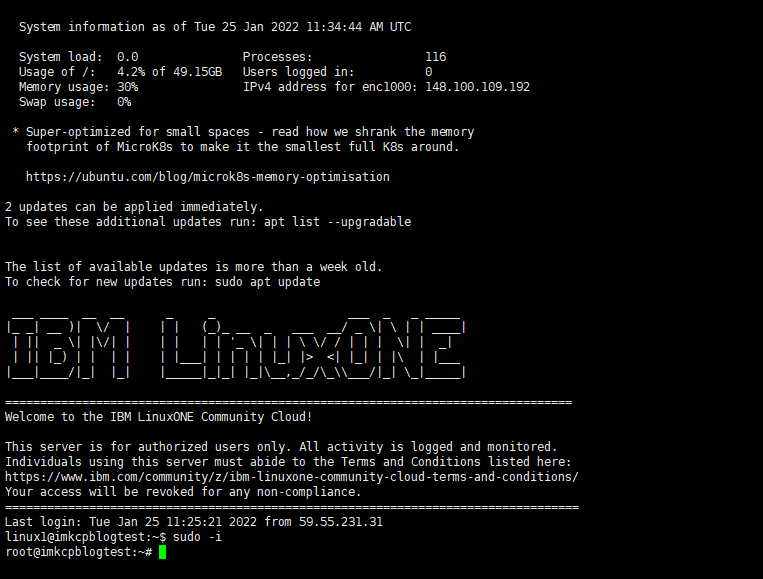 System information as of Tue 25 Jan 2022 11:34:44 AM UTC
System load:  0.0                Processes:                116
Usage of /:   4.2% of 49.15GB   Users logged in:          0
Memory usage: 30%               IPv4 address for enc1000: 148.100.109.192
Swap usage:   0%
* Super-optimized for small spaces - read how we shrank the memory
footprint of MicroK8s to make it the smallest full K8s around.
https://ubuntu.com/blog/microk8s-memory-optimisation
2 updates can be applied immediately.
To see these additional updates run: apt list --upgradable
The list of available updates is more than a week old.
To check for new updates run: sudo apt update
IBM LinuxONE
=================================================================================
Welcome to the IBM LinuxONE Community Cloud!
This server is for authorized users only. All activity is logged and monitored.
Individuals using this server must abide to the Terms and Conditions listed here:
https://www.ibm.com/community/z/ibm-linuxone-community-cloud-terms-and-conditions/
Your access will be revoked for any non-compliance.
==================================================================================
Last login: Tue Jan 25 11:25:21 2022 from 59.55.231.31
linux1@imkcpblogtest:~$ sudo -i
root@imkcpblogtest:~#